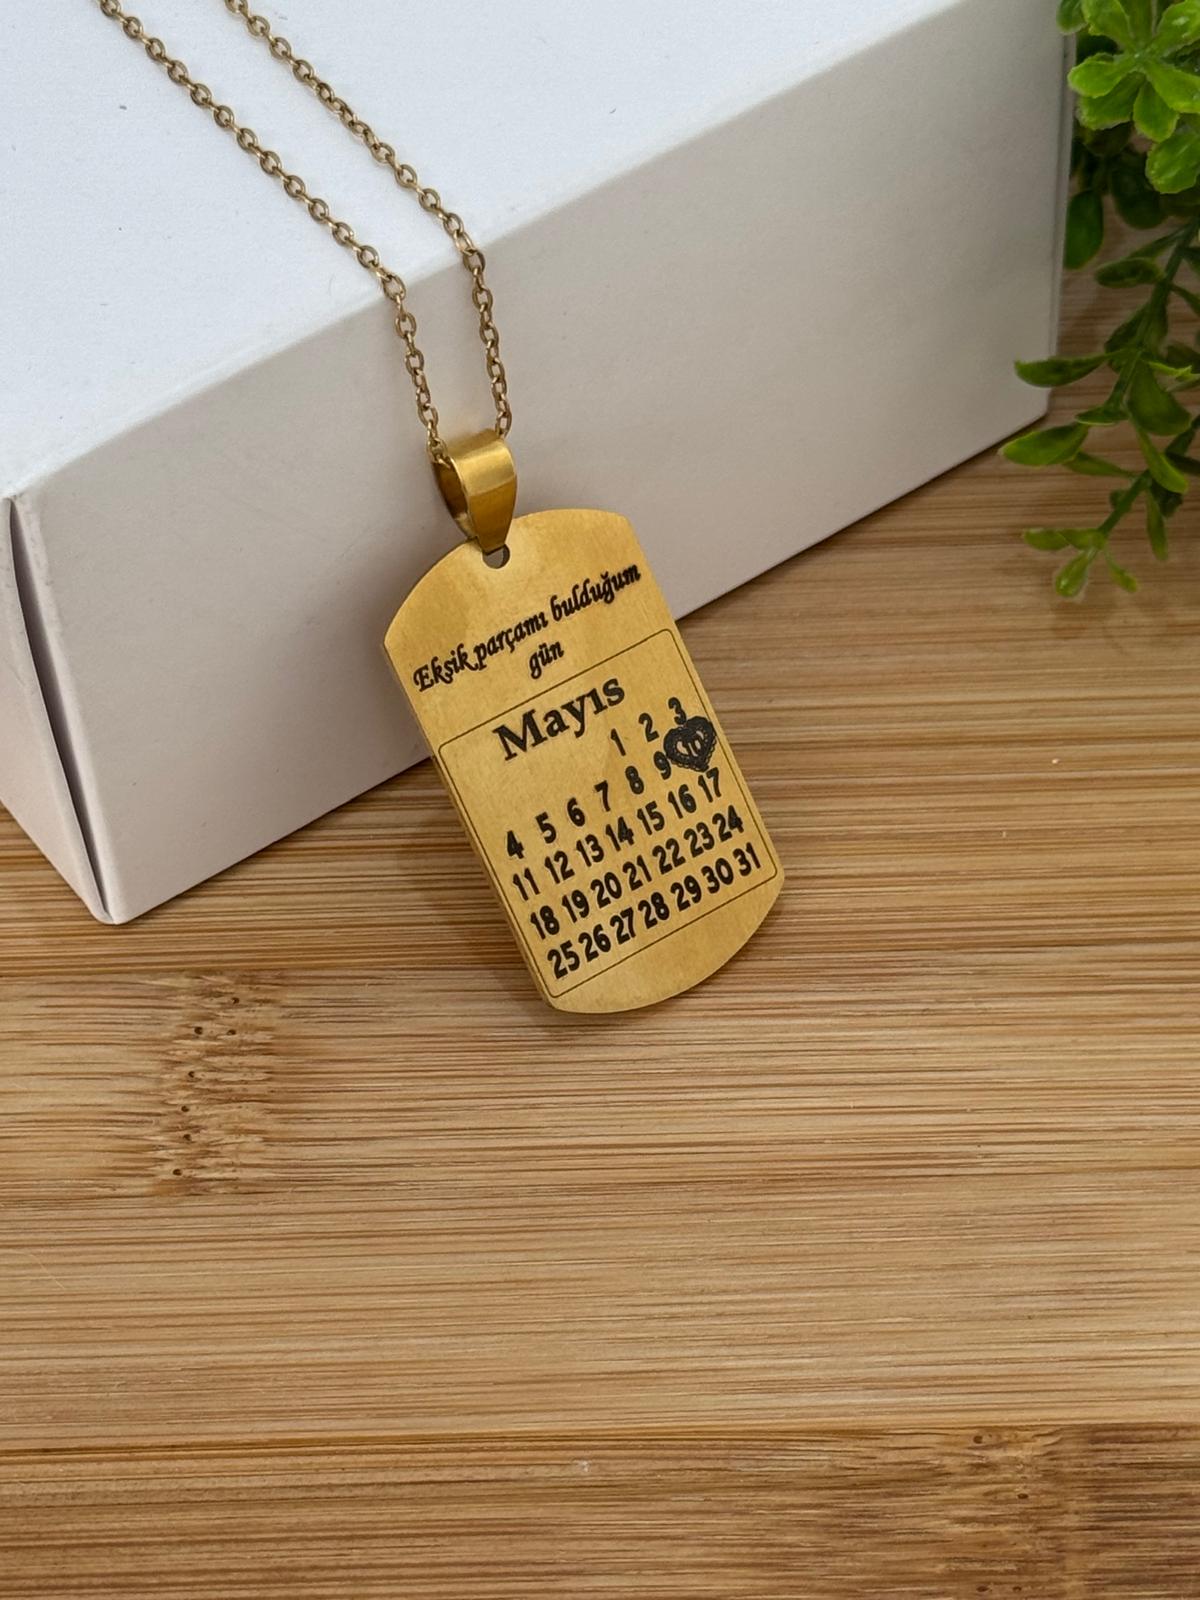 Ekşik parçamı bulduğum
gün
Mayıs
1 2 3
4 5 6 7 8 9 10
11 12 13 14 15 16 17
18 19 20 21 22 23 24
25 26 27 28 29 30 31